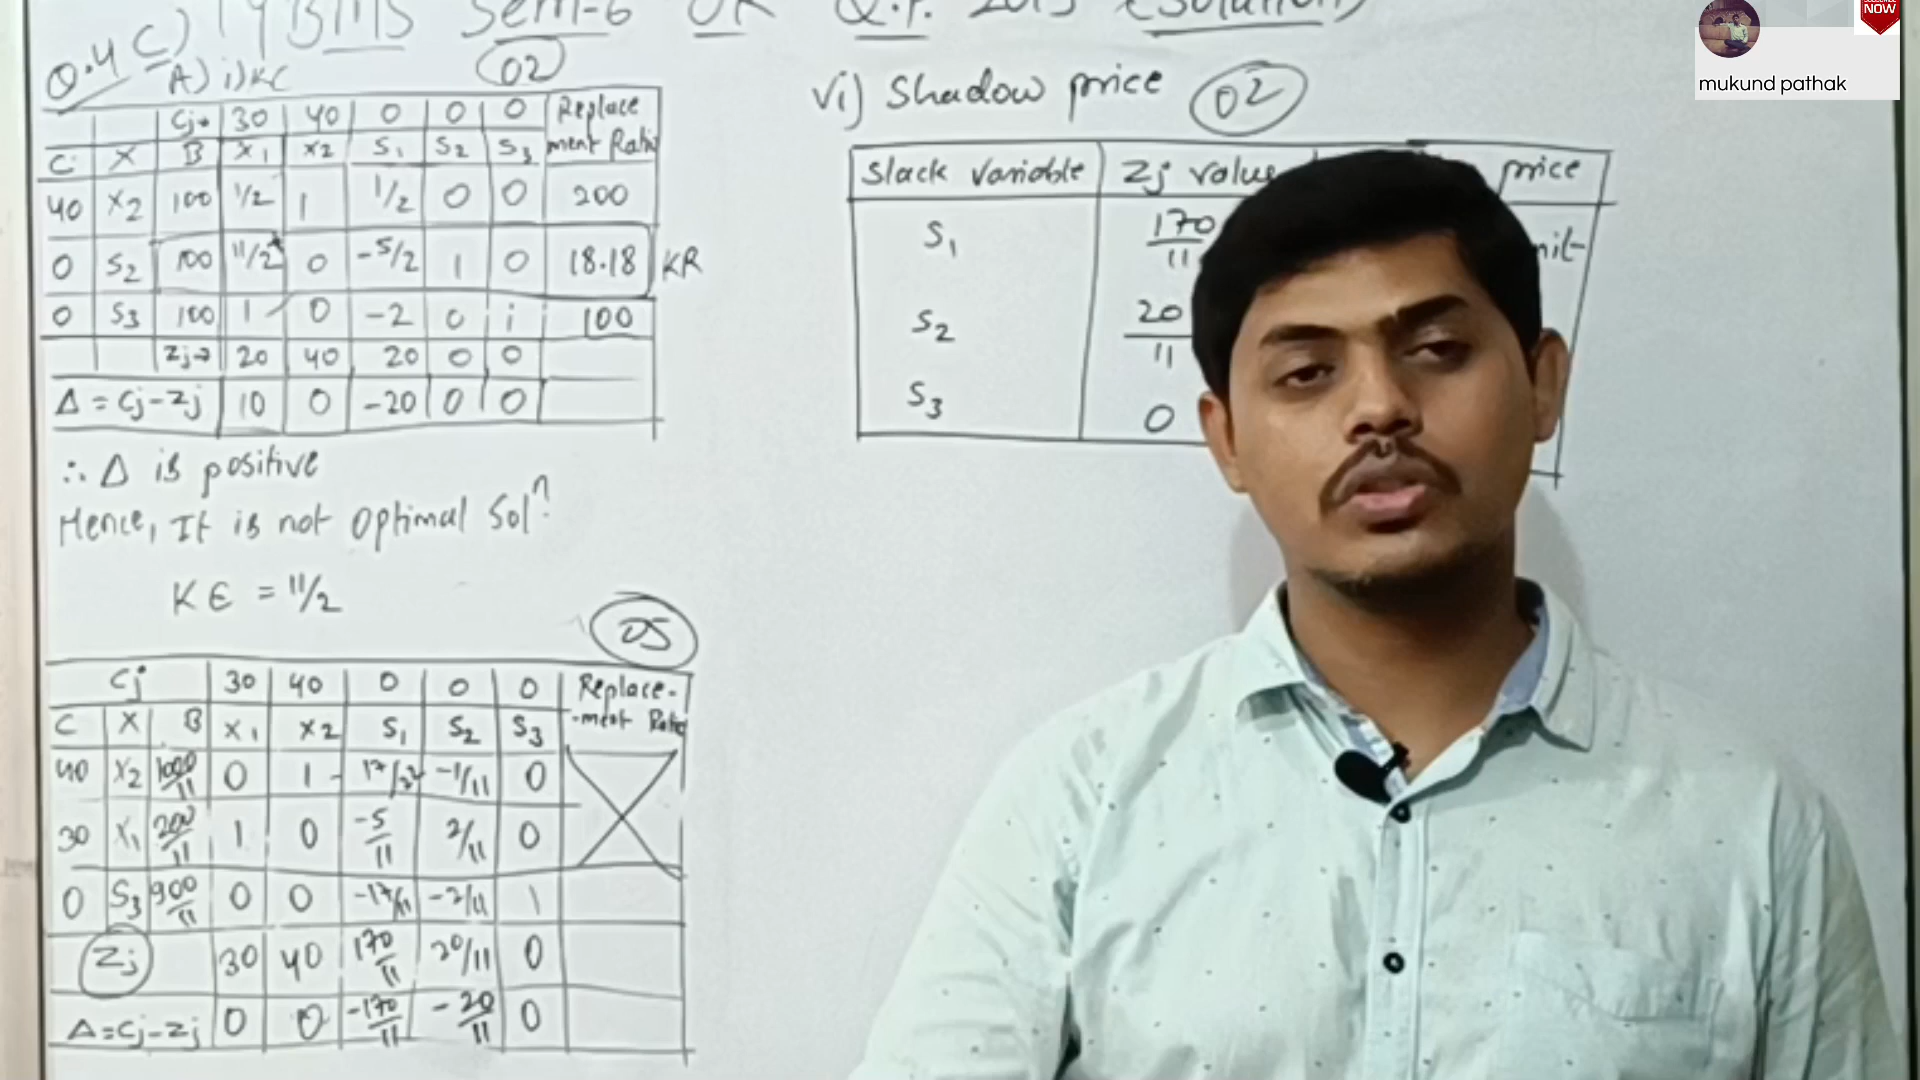 Q.4 C) TYBMS Sem-6 OR Q.P. 2013 (Solution)
NOW
mukund pathak
A) i) KC
02
Cj→ 30 40 0 0 0 Replace
C X B X1 X2 S1 S2 S3 ment Ratio
40 X2 100 1/2 1 1/2 0 0 200
0 S2 100 11/2 0 -5/2 1 0 18.18 KR
0 S3 100 1 0 -2 0 1 100
Zj→ 20 40 20 0 0
Δ = Cj-Zj 10 0 -20 0 0
∴ Δ is positive
Hence, It is not optimal Solⁿ
KE = 11/2
05
Cj 30 40 0 0 0 Replace-
C X B X1 X2 S1 S2 S3 -ment Ratio
40 X2 1000/11 0 1 17/22 -1/11 0
30 X1 200/11 1 0 -5/11 2/11 0
0 S3 900/11 0 0 -17/11 -2/11 1
Zj 30 40 170/11 20/11 0
Δ=Cj-Zj 0 0 -170/11 -20/11 0
vi) Shadow price 02
Slack Variable Zj value price
S1 170/11
S2 20/11
S3 0